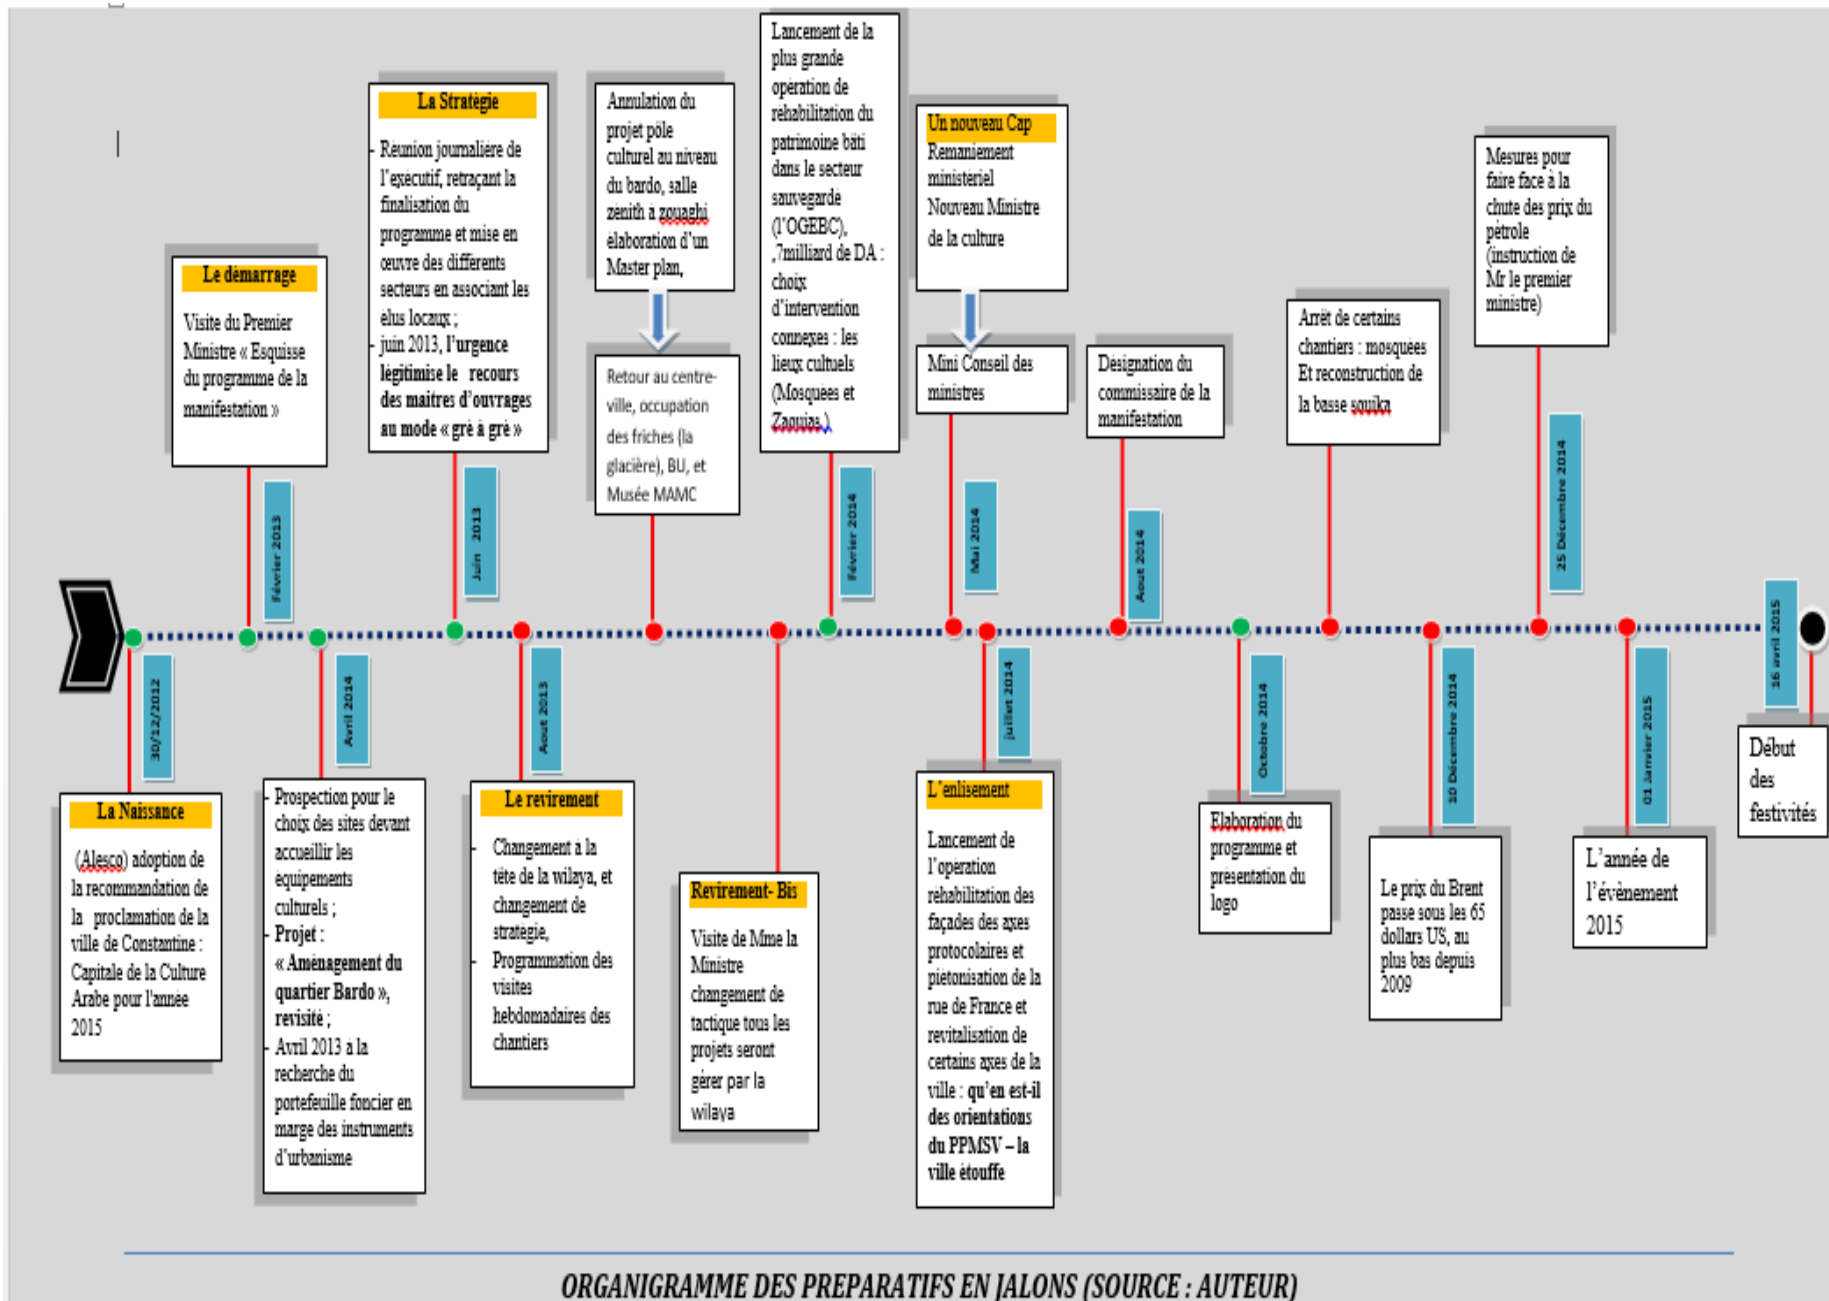 Le démarrage
Visite du Premier
Ministre « Esquisse
du programme de la
manifestation »
Février 2013
La Stratégie
- Réunion journalière de
l’exécutif, retraçant la
finalisation du
programme et mise en
œuvre des différents
secteurs en associant les
élus locaux ;
- juin 2013, l’urgence
légitimise le recours
des maitres d’ouvrages
au mode « gré à gré »
Juin 2013
Annulation du
projet pôle
culturel au niveau
du bardo, salle
zénith à zouaghi
élaboration d’un
Master plan,
Retour au centre-
ville, occupation
des friches (la
glacière), BU, et
Musée MAMC
Lancement de la
plus grande
opération de
réhabilitation du
patrimoine bâti
dans le secteur
sauvegardé
(l’OGEBC),
,7milliard de DA :
choix
d’intervention
connexes : les
lieux cultuels
(Mosquées et
Zaouias,)
Février 2014
Un nouveau Cap
Remaniement
ministériel
Nouveau Ministre
de la culture
Mini Conseil des
ministres
Mai 2014
Désignation du
commissaire de la
manifestation
Aout 2014
Arrêt de certains
chantiers : mosquées
Et reconstruction de
la basse souika
Mesures pour
faire face à la
chute des prix du
pétrole
(instruction de
Mr le premier
ministre)
25 Décembre 2014
30/12/2012
La Naissance
(Alesco) adoption de
la recommandation de
la proclamation de la
ville de Constantine :
Capitale de la Culture
Arabe pour l’année
2015
Avril 2014
- Prospection pour le
choix des sites devant
accueillir les
équipements
culturels ;
- Projet :
« Aménagement du
quartier Bardo »,
revisité ;
- Avril 2013 à la
recherche du
portefeuille foncier en
marge des instruments
d’urbanisme
Aout 2013
Le revirement
- Changement à la
tête de la wilaya, et
changement de
stratégie,
- Programmation des
visites
hebdomadaires des
chantiers
Revirement- Bis
Visite de Mme la
Ministre
changement de
tactique tous les
projets seront
gérer par la
wilaya
juillet 2014
L’enlisement
Lancement de
l’opération
réhabilitation des
façades des axes
protocolaires et
piétonisation de la
rue de France et
revitalisation de
certains axes de la
ville : qu’en est-il
des orientations
du PPMSV – la
ville étouffe
Octobre 2014
Elaboration du
programme et
présentation du
logo
10 Décembre 2014
Le prix du Brent
passe sous les 65
dollars US, au
plus bas depuis
2009
01 Janvier 2015
L’année de
l’évènement
2015
16 avril 2015
Début
des
festivités
ORGANIGRAMME DES PREPARATIFS EN JALONS (SOURCE : AUTEUR)